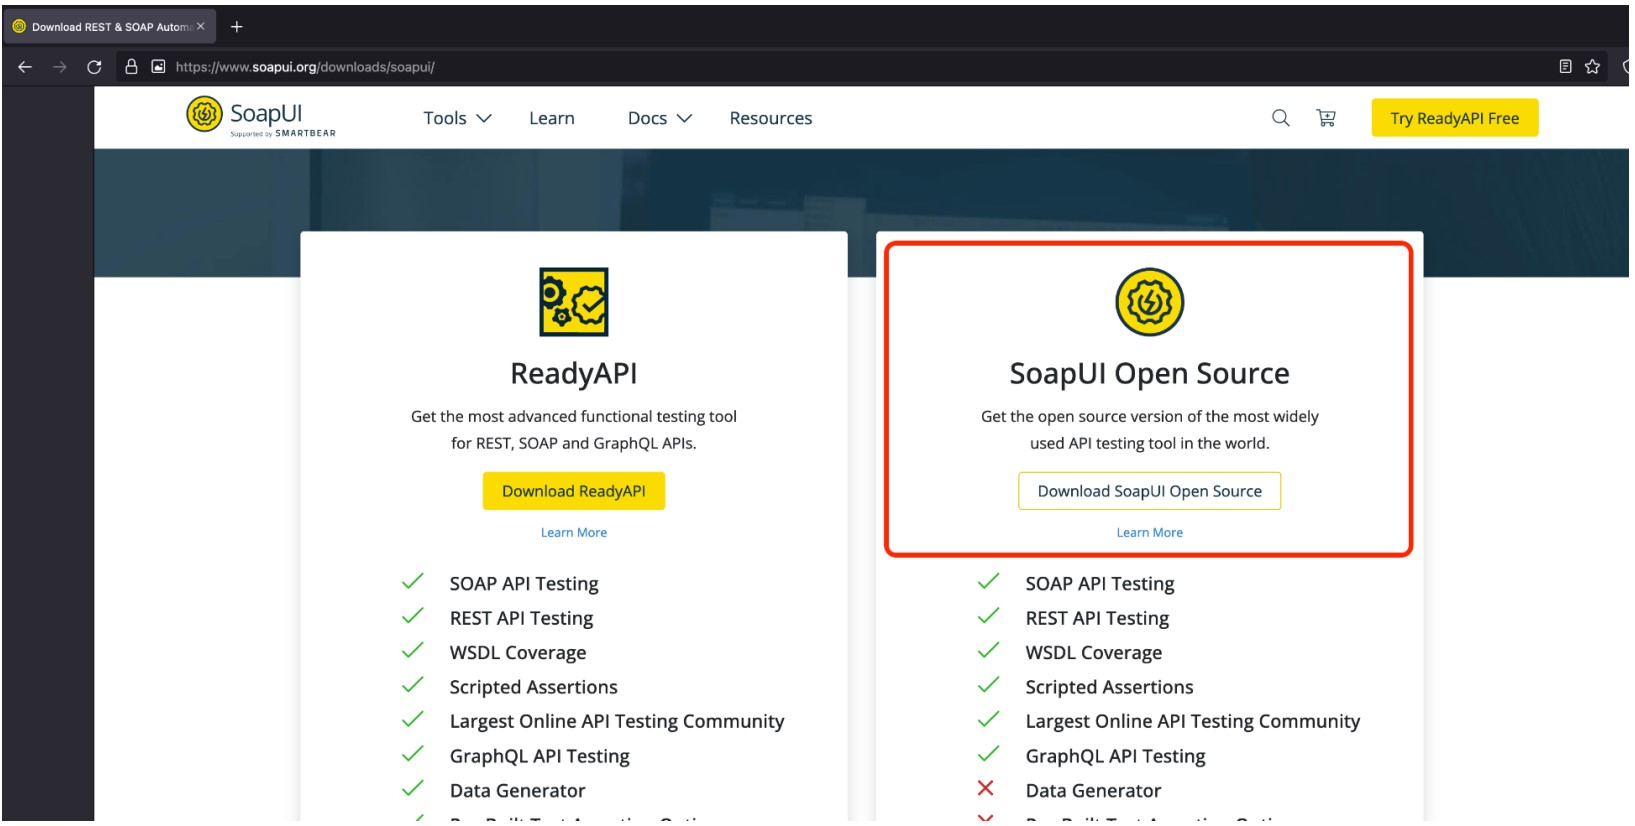 Download REST & SOAP Autom
https://www.soapui.org/downloads/soapui/
SoapUI
Supported by SMARTBEAR
Tools
Learn
Docs
Resources
Try ReadyAPI Free
ReadyAPI
Get the most advanced functional testing tool
for REST, SOAP and GraphQL APIs.
Download ReadyAPI
Learn More
SOAP API Testing
REST API Testing
WSDL Coverage
Scripted Assertions
Largest Online API Testing Community
GraphQL API Testing
Data Generator
SoapUI Open Source
Get the open source version of the most widely
used API testing tool in the world.
Download SoapUI Open Source
Learn More
SOAP API Testing
REST API Testing
WSDL Coverage
Scripted Assertions
Largest Online API Testing Community
GraphQL API Testing
Data Generator